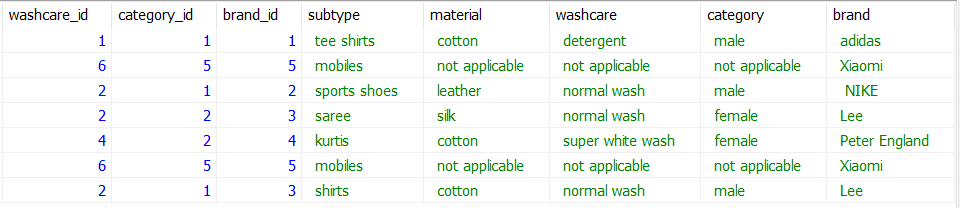 washcare_id category_id brand_id subtype material washcare category brand
1 1 1 tee shirts cotton detergent male adidas
6 5 5 mobiles not applicable not applicable not applicable Xiaomi
2 1 2 sports shoes leather normal wash male NIKE
2 2 3 saree silk normal wash female Lee
4 2 4 kurtis cotton super white wash female Peter England
6 5 5 mobiles not applicable not applicable not applicable Xiaomi
2 1 3 shirts cotton normal wash male Lee